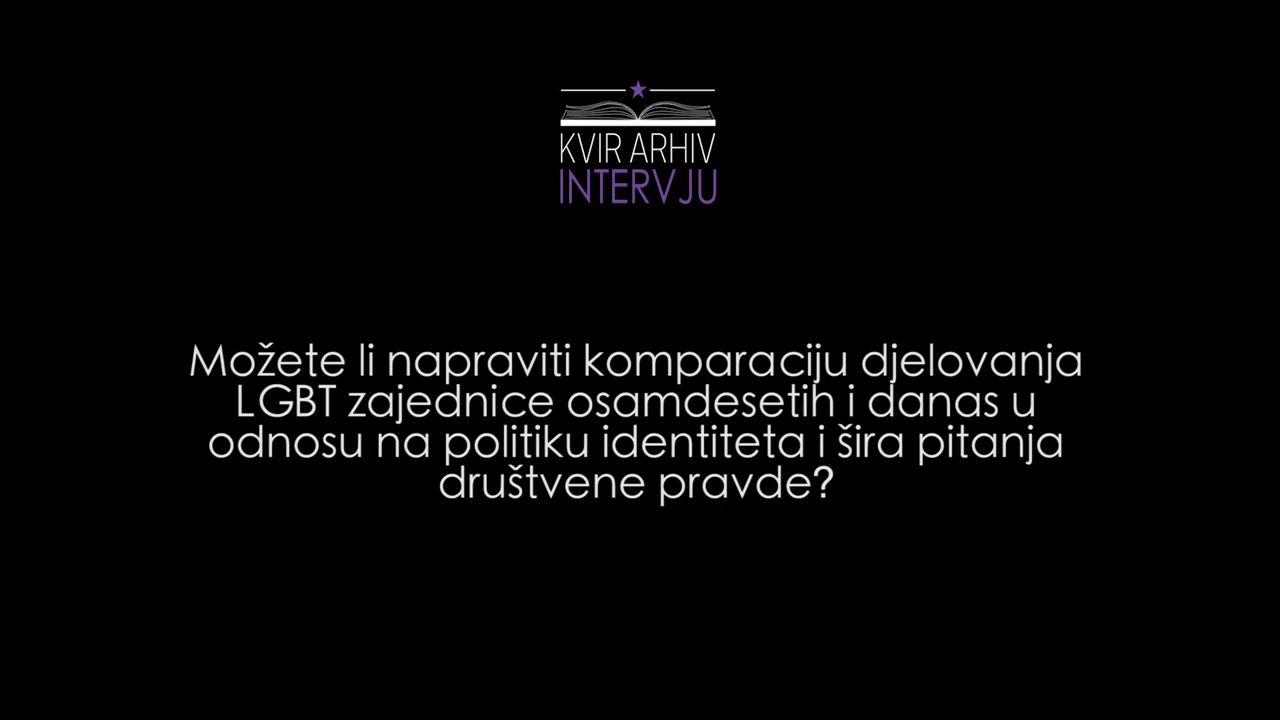 KVIR ARHIV
INTERVJU
Možete li napraviti komparaciju djelovanja
LGBT zajednice osamdesetih i danas u
odnosu na politiku identiteta i šira pitanja
društvene pravde?